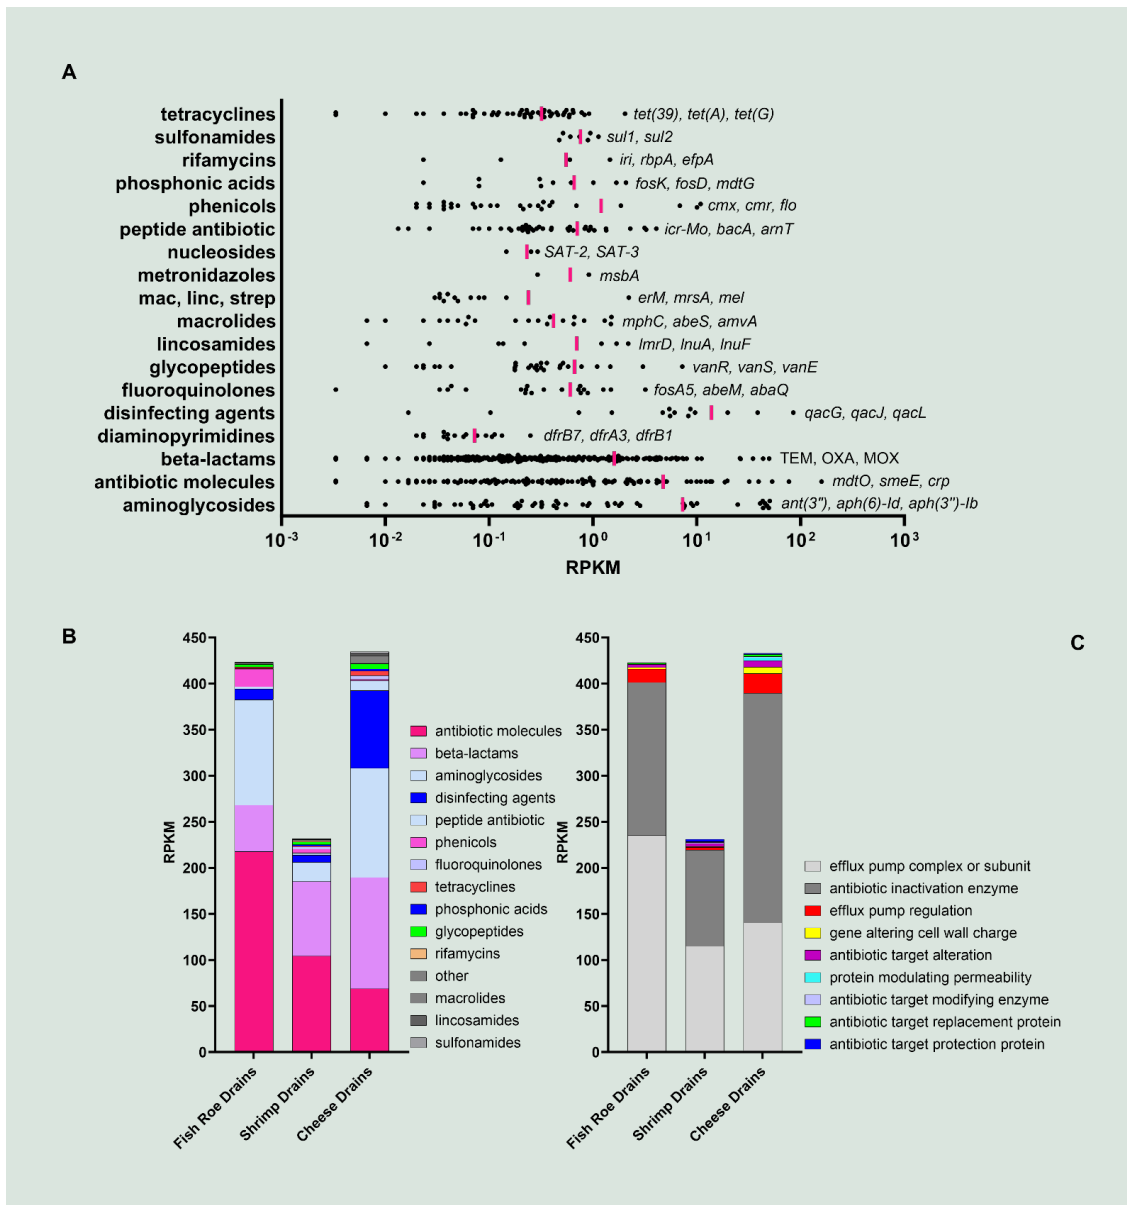 A
tetracyclines tet(39), tet(A), tet(G)
sulfonamides sul1, sul2
rifamycins iri, rbpA, efpA
phosphonic acids fosK, fosD, mdtG
phenicols cmx, cmr, flo
peptide antibiotic icr-Mo, bacA, arnT
nucleosides SAT-2, SAT-3
metronidazoles msbA
mac, linc, strep erM, mrsA, mel
macrolides mphC, abeS, amvA
lincosamides lmrD, lnuA, lnuF
glycopeptides vanR, vanS, vanE
fluoroquinolones fosA5, abeM, abaQ
disinfecting agents qacG, qacJ, qacL
diaminopyrimidines dfrB7, dfrA3, dfrB1
beta-lactams TEM, OXA, MOX
antibiotic molecules mdtO, smeE, crp
aminoglycosides ant(3"), aph(6)-Id, aph(3")-Ib
10-3 10-2 10-1 100 101 102 103
RPKM
B
450
400
350
300
250
200
150
100
50
0
RPKM
Fish Roe Drains
Shrimp Drains
Cheese Drains
antibiotic molecules
beta-lactams
aminoglycosides
disinfecting agents
peptide antibiotic
phenicols
fluoroquinolones
tetracyclines
phosphonic acids
glycopeptides
rifamycins
other
macrolides
lincosamides
sulfonamides
C
450
400
350
300
250
200
150
100
50
0
RPKM
Fish Roe Drains
Shrimp Drains
Cheese Drains
efflux pump complex or subunit
antibiotic inactivation enzyme
efflux pump regulation
gene altering cell wall charge
antibiotic target alteration
protein modulating permeability
antibiotic target modifying enzyme
antibiotic target replacement protein
antibiotic target protection protein